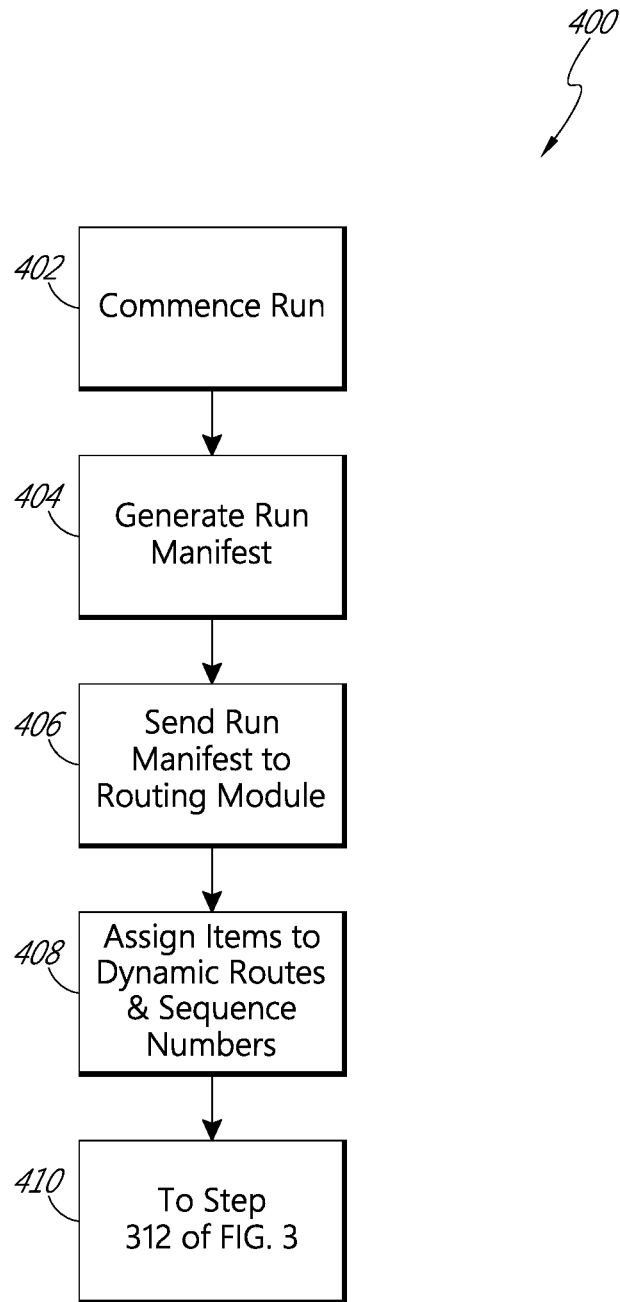 400
402
Commence Run
404
Generate Run
Manifest
406
Send Run
Manifest to
Routing Module
408
Assign Items to
Dynamic Routes
& Sequence
Numbers
410
To Step
312 of FIG. 3